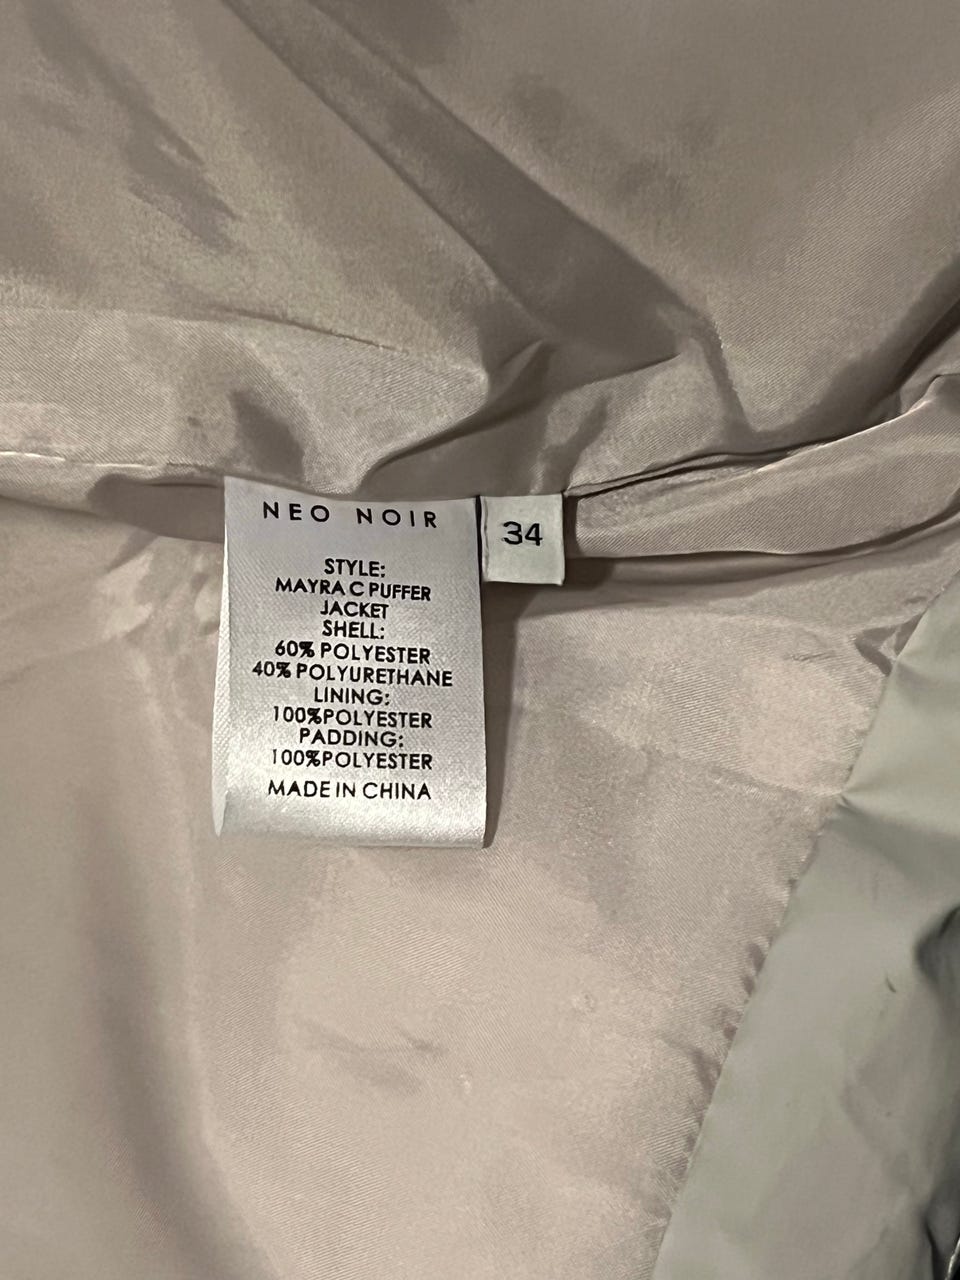 NEO NOIR
34
STYLE:
MAYRA C PUFFER
JACKET
SHELL:
60% POLYESTER
40% POLYURETHANE
LINING:
100%POLYESTER
PADDING:
100%POLYESTER
MADE IN CHINA